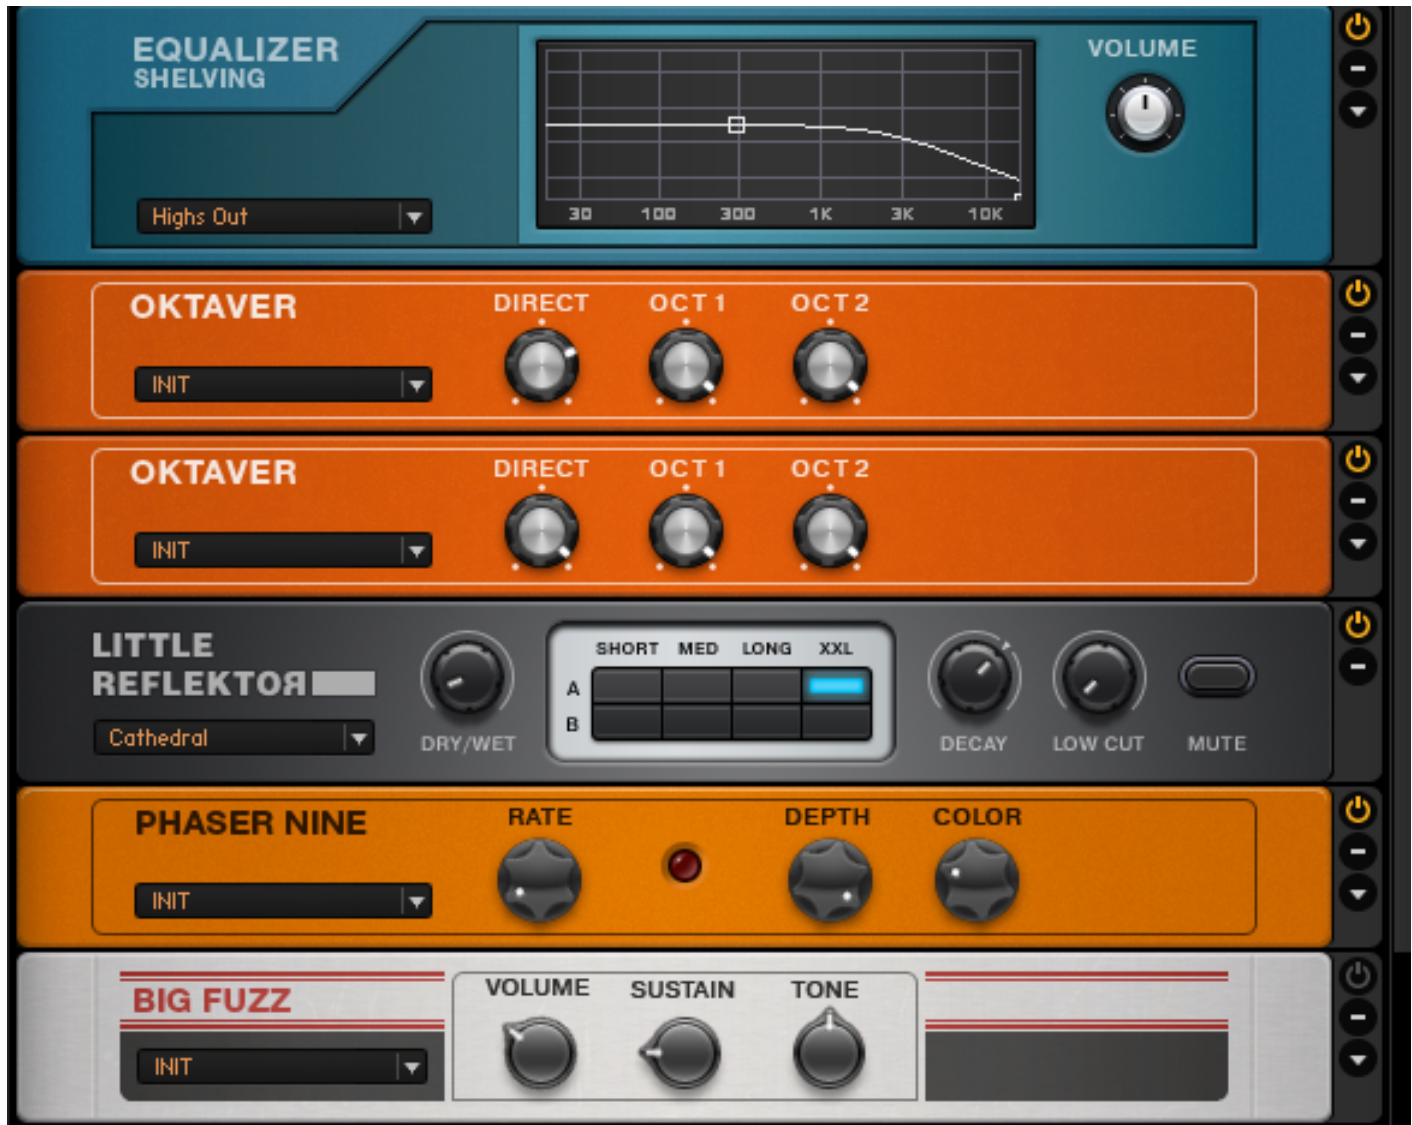 EQUALIZER
SHELVING
VOLUME
Highs Out
30 100 300 1K 3K 10K
OKTAVER
DIRECT OCT 1 OCT 2
INIT
OKTAVER
DIRECT OCT 1 OCT 2
INIT
LITTLE
REFLEKTOЯ
Cathedral
DRY/WET
SHORT MED LONG XXL
A
B
DECAY LOW CUT MUTE
PHASER NINE
RATE DEPTH COLOR
INIT
BIG FUZZ
VOLUME SUSTAIN TONE
INIT